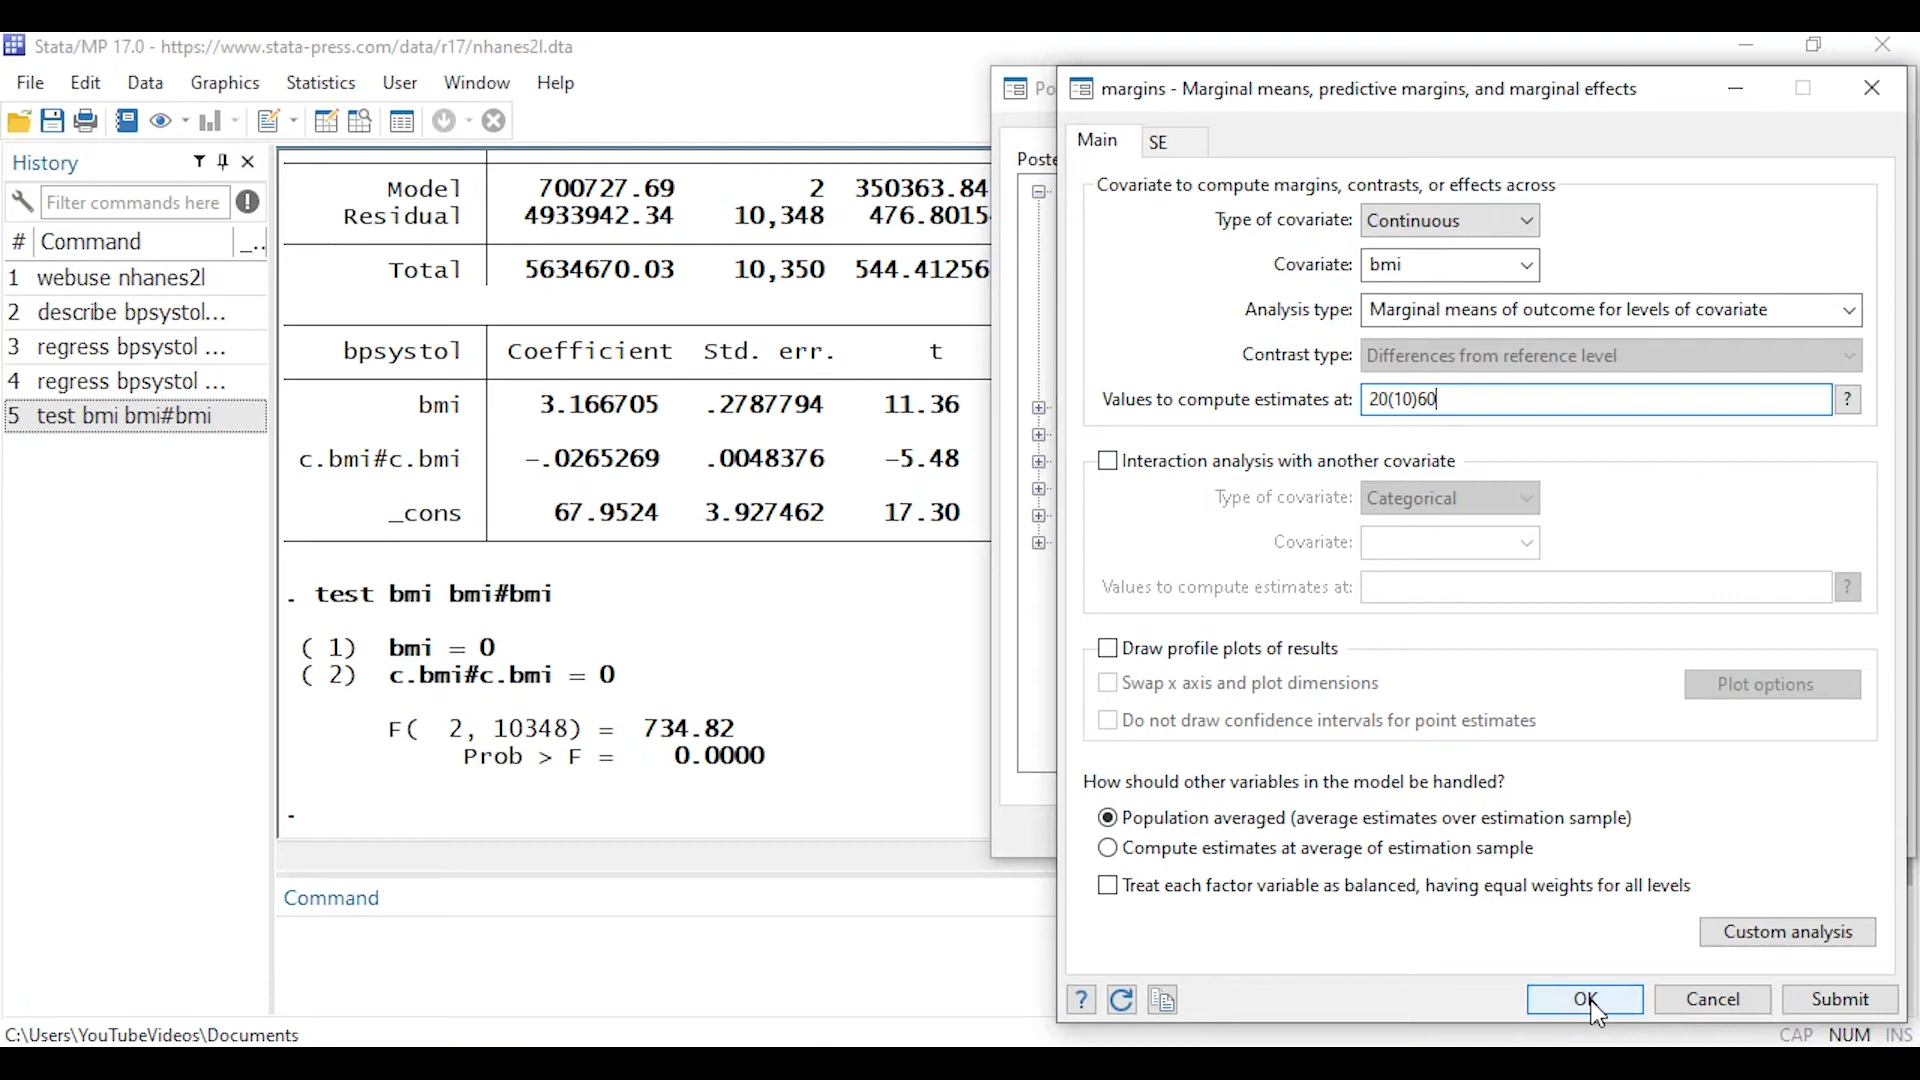 Stata/MP 17.0 - https://www.stata-press.com/data/r17/nhanes2l.dta
File Edit Data Graphics Statistics User Window Help
History
Filter commands here
# Command _..
1 webuse nhanes2l
2 describe bpsystol...
3 regress bpsystol ...
4 regress bpsystol ...
5 test bmi bmi#bmi
Model 700727.69 2 350363.84
Residual 4933942.34 10,348 476.8015
Total 5634670.03 10,350 544.41256
bpsystol Coefficient Std. err. t
bmi 3.166705 .2787794 11.36
c.bmi#c.bmi -.0265269 .0048376 -5.48
_cons 67.9524 3.927462 17.30
. test bmi bmi#bmi
( 1) bmi = 0
( 2) c.bmi#c.bmi = 0
F( 2, 10348) = 734.82
Prob > F = 0.0000
.
Command
C:\Users\YouTubeVideos\Documents
CAP NUM INS
Po
Poste
margins - Marginal means, predictive margins, and marginal effects
Main SE
Covariate to compute margins, contrasts, or effects across
Type of covariate: Continuous
Covariate: bmi
Analysis type: Marginal means of outcome for levels of covariate
Contrast type: Differences from reference level
Values to compute estimates at: 20(10)60 ?
Interaction analysis with another covariate
Type of covariate: Categorical
Covariate:
Values to compute estimates at: ?
Draw profile plots of results
Swap x axis and plot dimensions Plot options
Do not draw confidence intervals for point estimates
How should other variables in the model be handled?
Population averaged (average estimates over estimation sample)
Compute estimates at average of estimation sample
Treat each factor variable as balanced, having equal weights for all levels
Custom analysis
? OK Cancel Submit